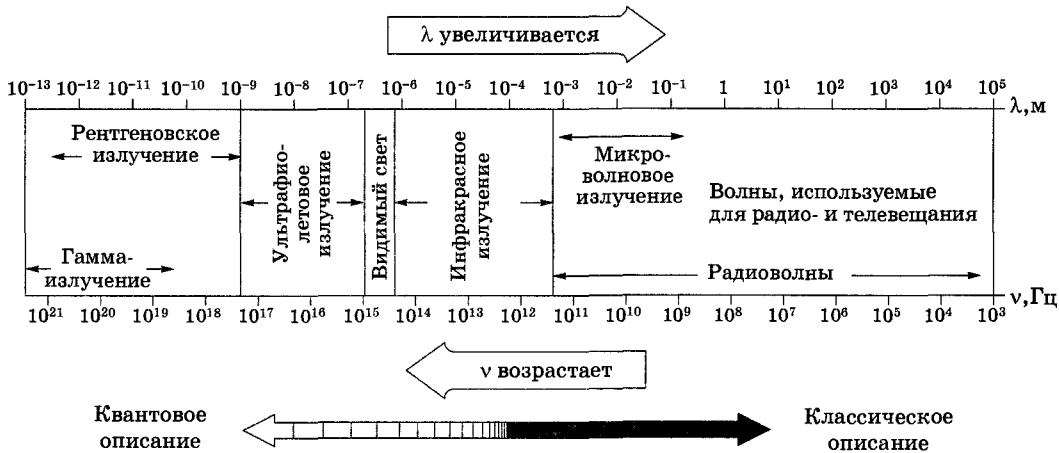 λ увеличивается
10⁻¹³ 10⁻¹² 10⁻¹¹ 10⁻¹⁰ 10⁻⁹ 10⁻⁸ 10⁻⁷ 10⁻⁶ 10⁻⁵ 10⁻⁴ 10⁻³ 10⁻² 10⁻¹ 1 10¹ 10² 10³ 10⁴ 10⁵
λ,м
Рентгеновское
излучение
Гамма-
излучение
Ультрафио-
летовое
излучение
Видимый свет
Инфракрасное
излучение
Микро-
волновое
излучение
Волны, используемые
для радио- и телевещания
Радиоволны
ν,Гц
10²¹ 10²⁰ 10¹⁹ 10¹⁸ 10¹⁷ 10¹⁶ 10¹⁵ 10¹⁴ 10¹³ 10¹² 10¹¹ 10¹⁰ 10⁹ 10⁸ 10⁷ 10⁶ 10⁵ 10⁴ 10³
ν возрастает
Квантовое
описание
Классическое
описание